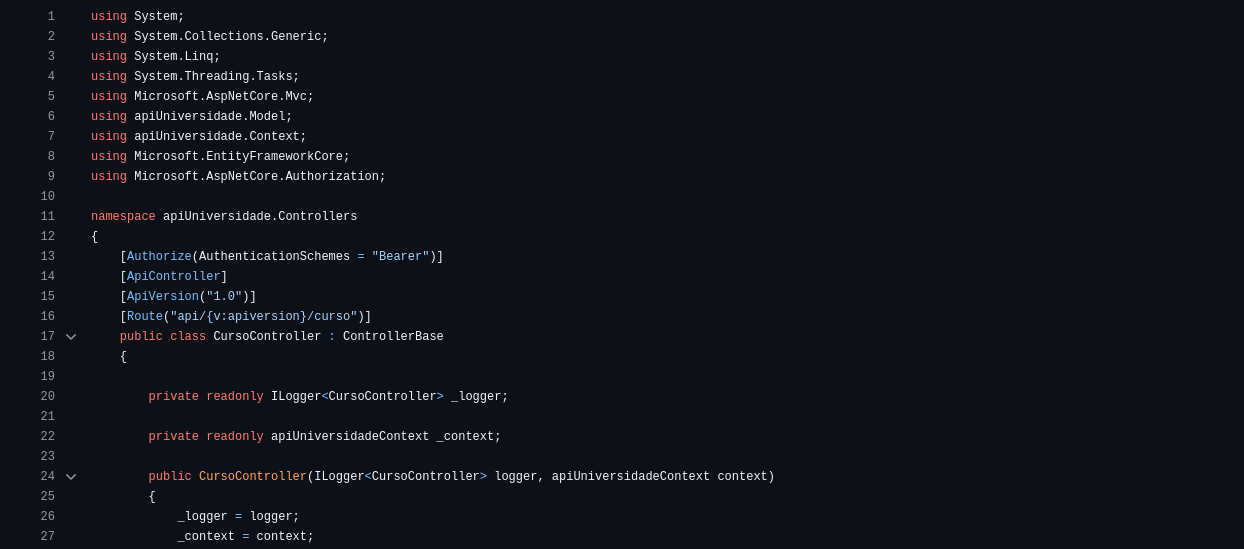 1 using System;
2 using System.Collections.Generic;
3 using System.Linq;
4 using System.Threading.Tasks;
5 using Microsoft.AspNetCore.Mvc;
6 using apiUniversidade.Model;
7 using apiUniversidade.Context;
8 using Microsoft.EntityFrameworkCore;
9 using Microsoft.AspNetCore.Authorization;
10
11 namespace apiUniversidade.Controllers
12 {
13     [Authorize(AuthenticationSchemes = "Bearer")]
14     [ApiController]
15     [ApiVersion("1.0")]
16     [Route("api/{v:apiversion}/curso")]
17     public class CursoController : ControllerBase
18     {
19
20         private readonly ILogger<CursoController> _logger;
21
22         private readonly apiUniversidadeContext _context;
23
24         public CursoController(ILogger<CursoController> logger, apiUniversidadeContext context)
25         {
26             _logger = logger;
27             _context = context;